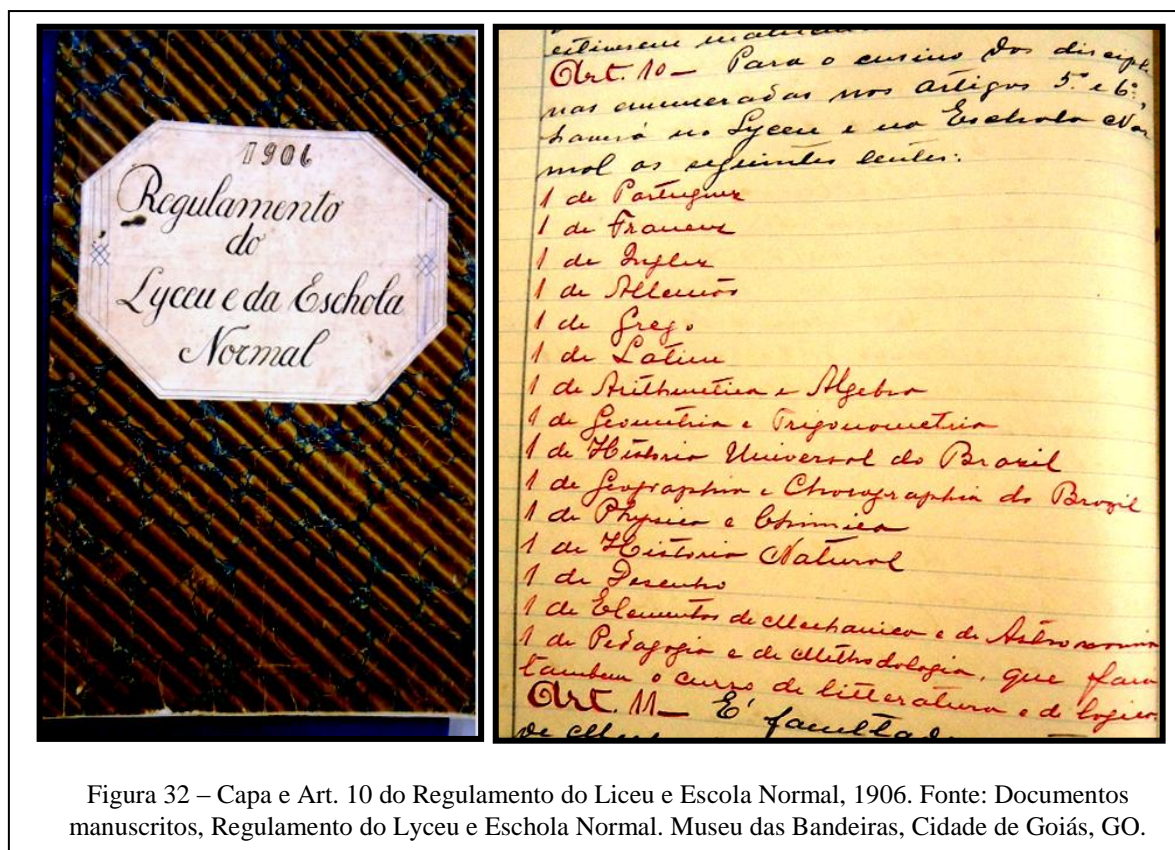 1906
Regulamento
do
Lyceu e da Eschola
Normal
estiverem
Art. 10 — Para o ensino das discipli
nas enumeradas nos artigos 5º e 6º,
haverá no Lyceu e na Eschola Nor
mal os seguintes lentes:
1 de Portuguez
1 de Francez
1 de Inglez
1 de Allemão
1 de Grego
1 de Latim
1 de Arithmetica e Algebra
1 de Geometria e Trigonometria
1 de Historia Universal do Brazil
1 de Geographia e Chorographia do Brazil
1 de Physica e Chimica
1 de Historia Natural
1 de Desenho
1 de Elementos de Mechanica e de Astronomia
1 de Pedagogia e de Methodologia, que fara
tambem o curso de litteratura e de logica.
Art. 11 — É facultado
de
Figura 32 – Capa e Art. 10 do Regulamento do Liceu e Escola Normal, 1906. Fonte: Documentos
manuscritos, Regulamento do Lyceu e Eschola Normal. Museu das Bandeiras, Cidade de Goiás, GO.